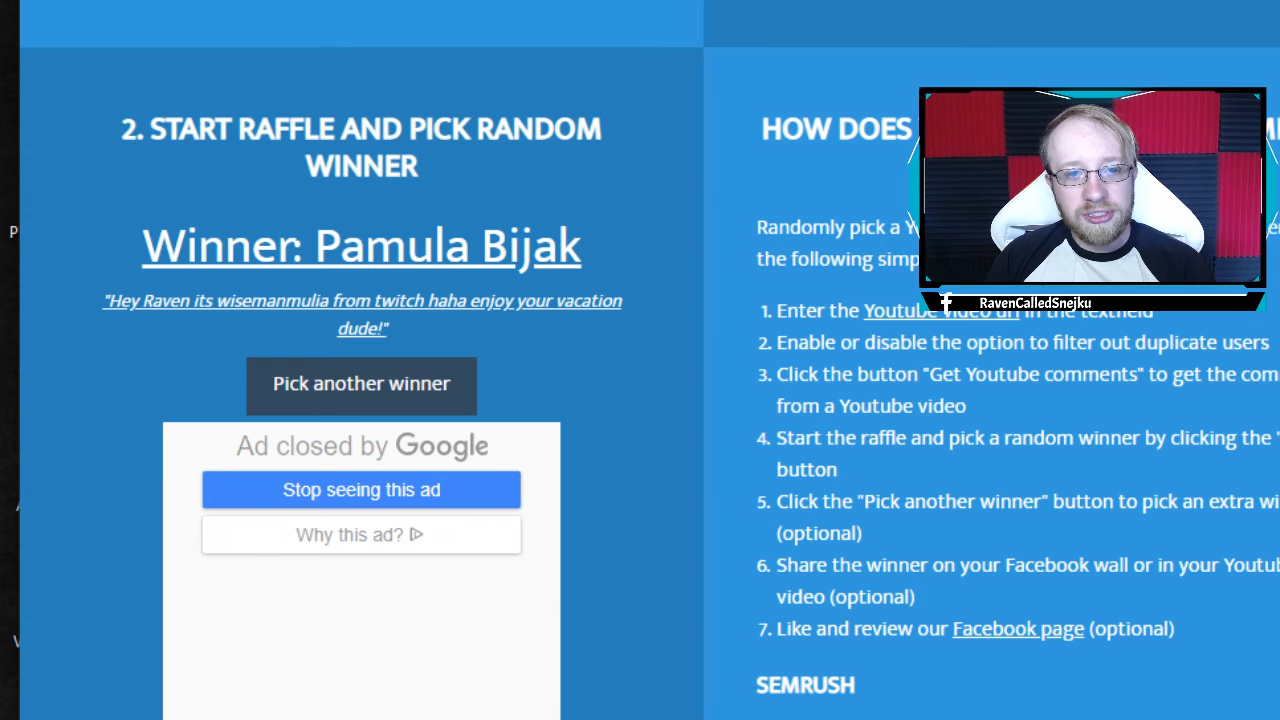 2. START RAFFLE AND PICK RANDOM
WINNER
Winner: Pamula Bijak
"Hey Raven its wisemanmulia from twitch haha enjoy your vacation
dude!"
Pick another winner
Ad closed by Google
Stop seeing this ad
Why this ad?
HOW DOES
Randomly pick a Y
the following simp
RavenCalledSnejku
1. Enter the Youtube video url in the textfield
2. Enable or disable the option to filter out duplicate users
3. Click the button "Get Youtube comments" to get the com
from a Youtube video
4. Start the raffle and pick a random winner by clicking the "
button
5. Click the "Pick another winner" button to pick an extra wi
(optional)
6. Share the winner on your Facebook wall or in your Youtub
video (optional)
7. Like and review our Facebook page (optional)
SEMRUSH